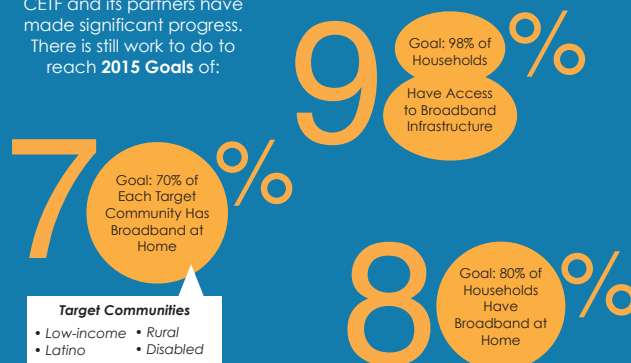 CETF and its partners have
made significant progress.
There is still work to do to
reach 2015 Goals of:
98%
Goal: 98% of
Households
Have Access
to Broadband
Infrastructure
70%
Goal: 70% of
Each Target
Community Has
Broadband at
Home
Target Communities
• Low-income • Rural
• Latino • Disabled
80%
Goal: 80% of
Households
Have
Broadband at
Home